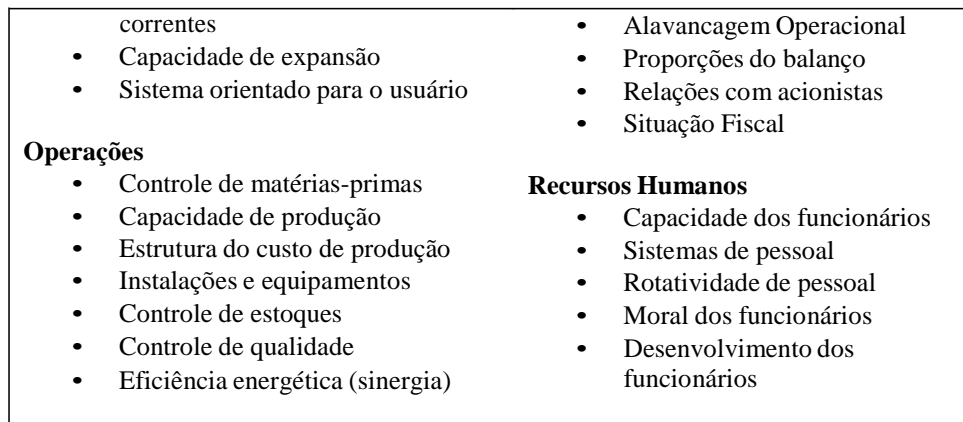 correntes
• Capacidade de expansão
• Sistema orientado para o usuário
Operações
• Controle de matérias-primas
• Capacidade de produção
• Estrutura do custo de produção
• Instalações e equipamentos
• Controle de estoques
• Controle de qualidade
• Eficiência energética (sinergia)
• Alavancagem Operacional
• Proporções do balanço
• Relações com acionistas
• Situação Fiscal
Recursos Humanos
• Capacidade dos funcionários
• Sistemas de pessoal
• Rotatividade de pessoal
• Moral dos funcionários
• Desenvolvimento dos
funcionários